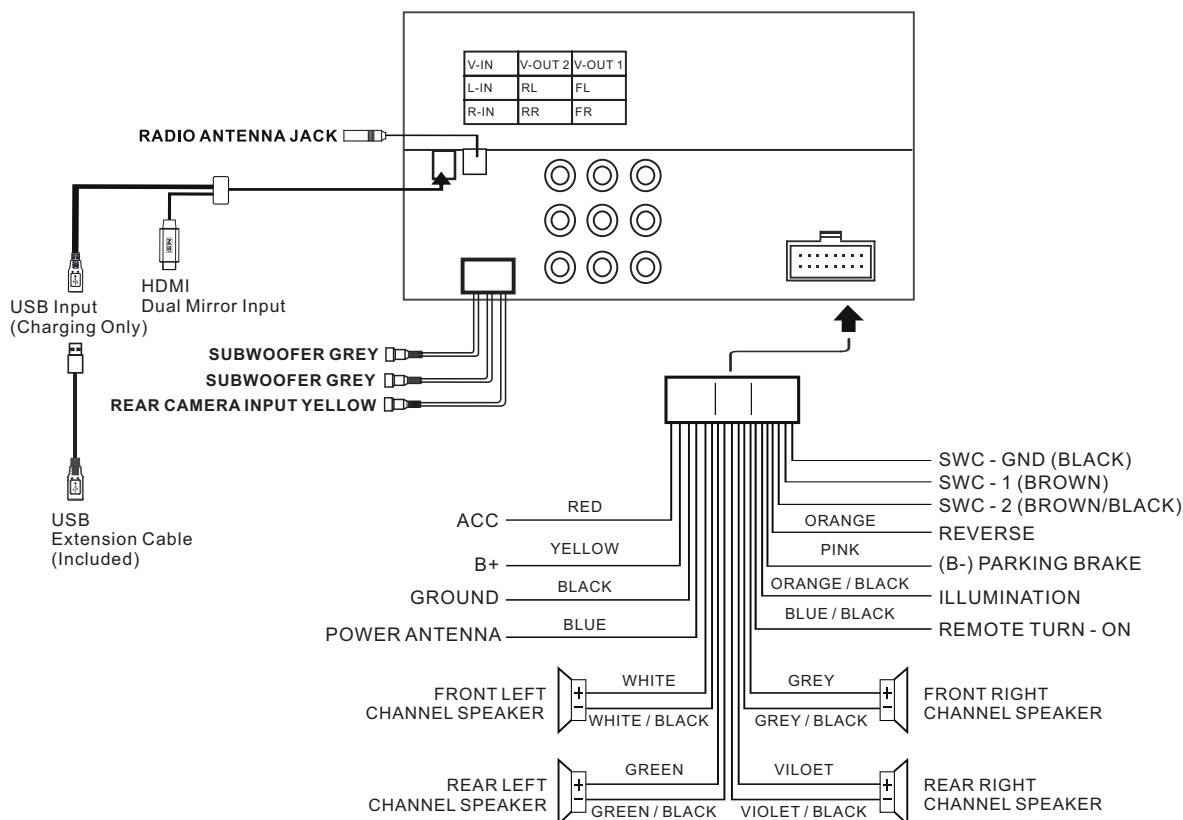 V-IN V-OUT 2 V-OUT 1
L-IN RL FL
R-IN RR FR
RADIO ANTENNA JACK
USB Input
(Charging Only)
HDMI
Dual Mirror Input
SUBWOOFER GREY
SUBWOOFER GREY
REAR CAMERA INPUT YELLOW
USB
Extension Cable
(Included)
ACC RED
B+ YELLOW
GROUND BLACK
POWER ANTENNA BLUE
SWC - GND (BLACK)
SWC - 1 (BROWN)
SWC - 2 (BROWN/BLACK)
ORANGE REVERSE
PINK (B-) PARKING BRAKE
ORANGE / BLACK ILLUMINATION
BLUE / BLACK REMOTE TURN - ON
FRONT LEFT
CHANNEL SPEAKER
+ WHITE
− WHITE / BLACK
GREY +
GREY / BLACK −
FRONT RIGHT
CHANNEL SPEAKER
REAR LEFT
CHANNEL SPEAKER
+ GREEN
− GREEN / BLACK
VILOET +
VIOLET / BLACK −
REAR RIGHT
CHANNEL SPEAKER